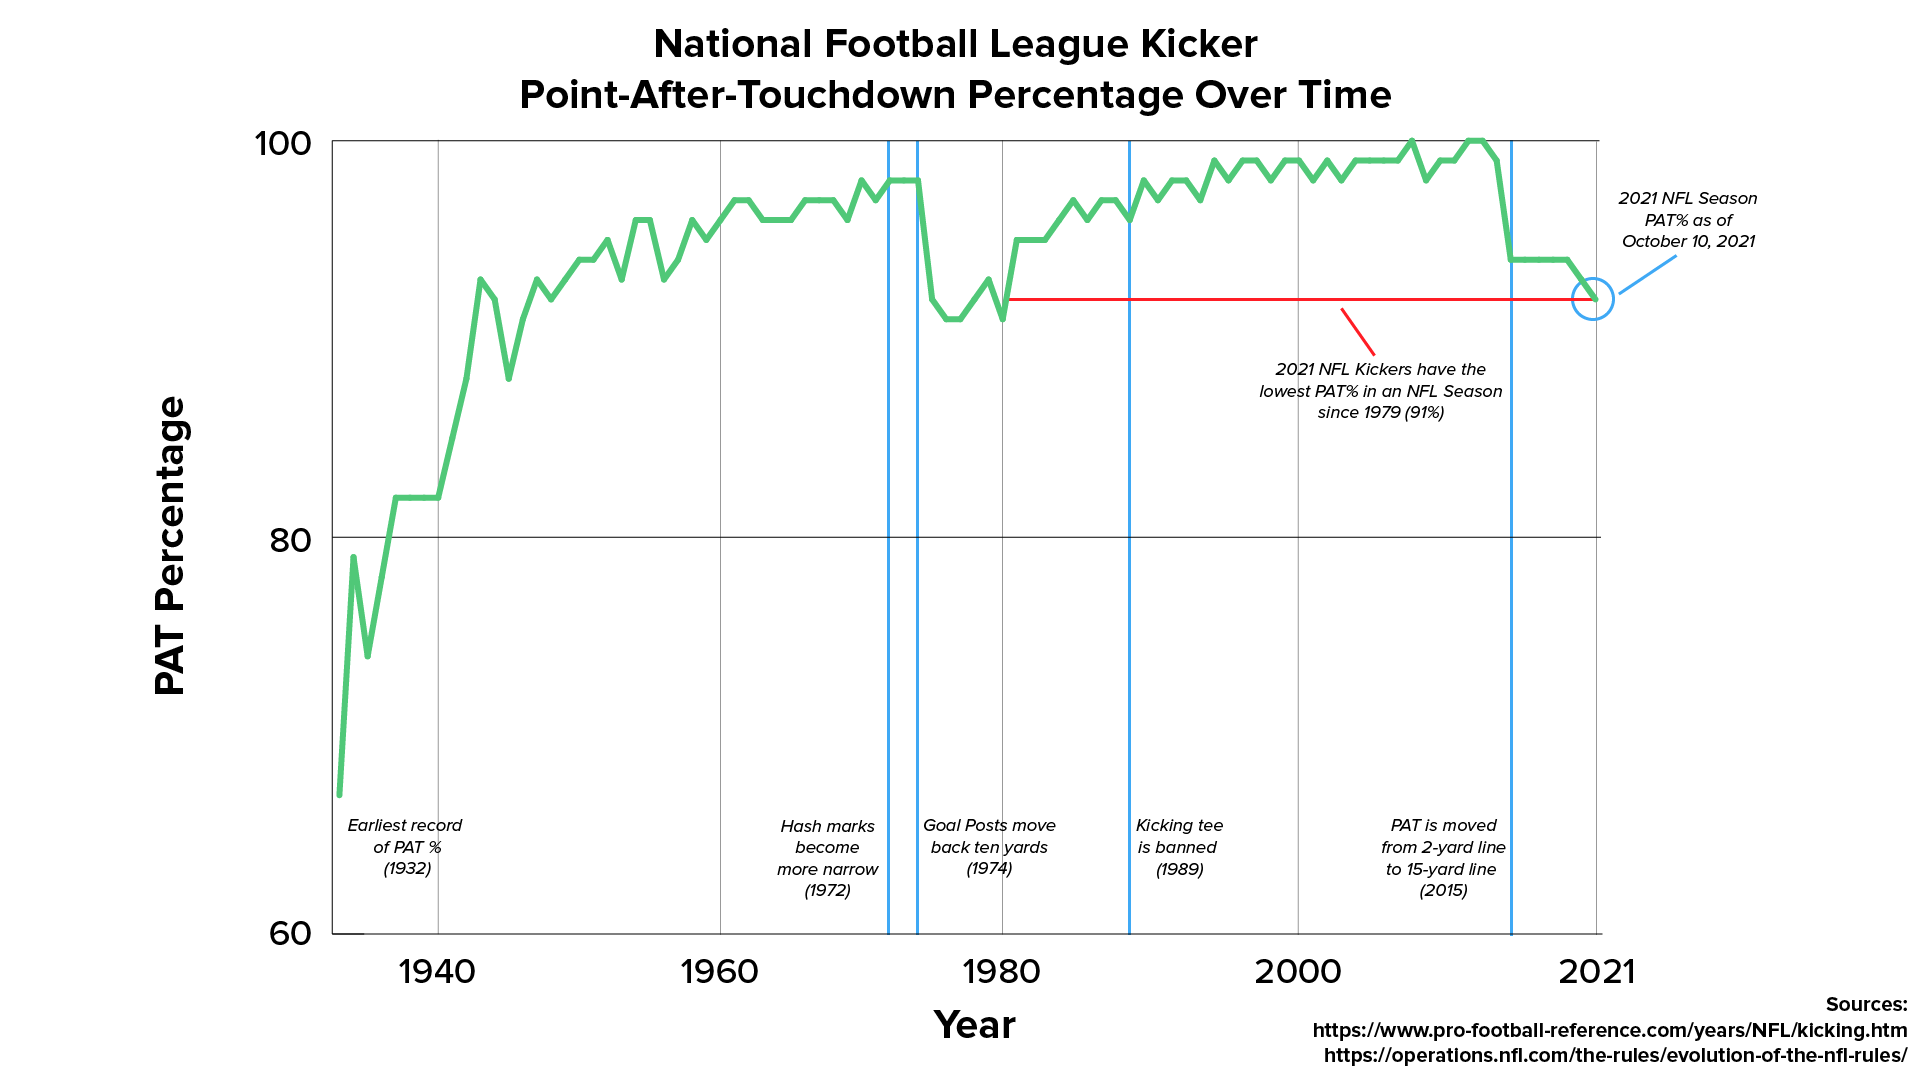 National Football League Kicker
Point-After-Touchdown Percentage Over Time
100
80
60
PAT Percentage
2021 NFL Season
PAT% as of
October 10, 2021
2021 NFL Kickers have the
lowest PAT% in an NFL Season
since 1979 (91%)
Earliest record
of PAT %
(1932)
Hash marks
become
more narrow
(1972)
Goal Posts move
back ten yards
(1974)
Kicking tee
is banned
(1989)
PAT is moved
from 2-yard line
to 15-yard line
(2015)
1940
1960
1980
2000
2021
Year
Sources:
https://www.pro-football-reference.com/years/NFL/kicking.htm
https://operations.nfl.com/the-rules/evolution-of-the-nfl-rules/